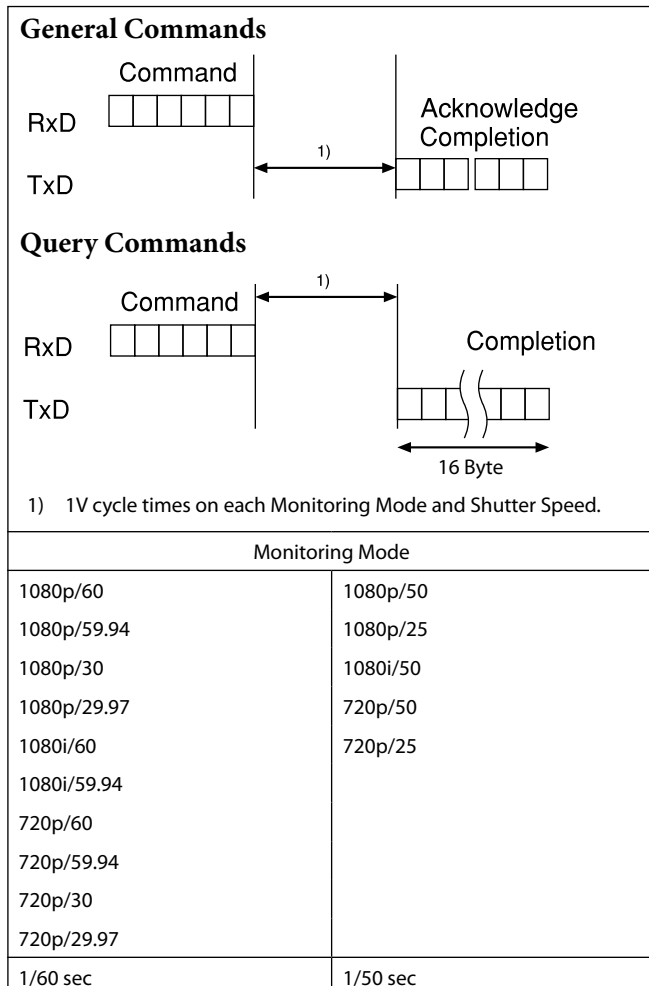 General Commands
Command
RxD
Acknowledge
Completion
1)
TxD
Query Commands
1)
Command
RxD
Completion
TxD
16 Byte
1) 1V cycle times on each Monitoring Mode and Shutter Speed.
Monitoring Mode
1080p/60 1080p/50
1080p/59.94 1080p/25
1080p/30 1080i/50
1080p/29.97 720p/50
1080i/60 720p/25
1080i/59.94
720p/60
720p/59.94
720p/30
720p/29.97
1/60 sec 1/50 sec